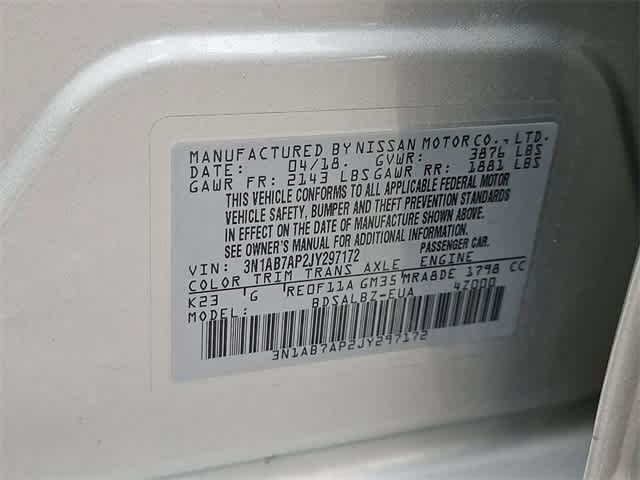 MANUFACTURED BY NISSAN MOTOR CO., LTD.
DATE: 04/18. GVWR: 3876 LBS
GAWR FR: 2143 LBS GAWR RR: 1881 LBS
THIS VEHICLE CONFORMS TO ALL APPLICABLE FEDERAL MOTOR
VEHICLE SAFETY, BUMPER AND THEFT PREVENTION STANDARDS
IN EFFECT ON THE DATE OF MANUFACTURE SHOWN ABOVE.
SEE OWNER'S MANUAL FOR ADDITIONAL INFORMATION.
VIN: 3N1AB7AP2JY297172 PASSENGER CAR.
COLOR TRIM TRANS AXLE ENGINE
K23 G RE0F11A GM35 MRA8DE 1798 CC
MODEL: BDSALBZ-EUA 4Z000
3N1AB7AP2JY297172